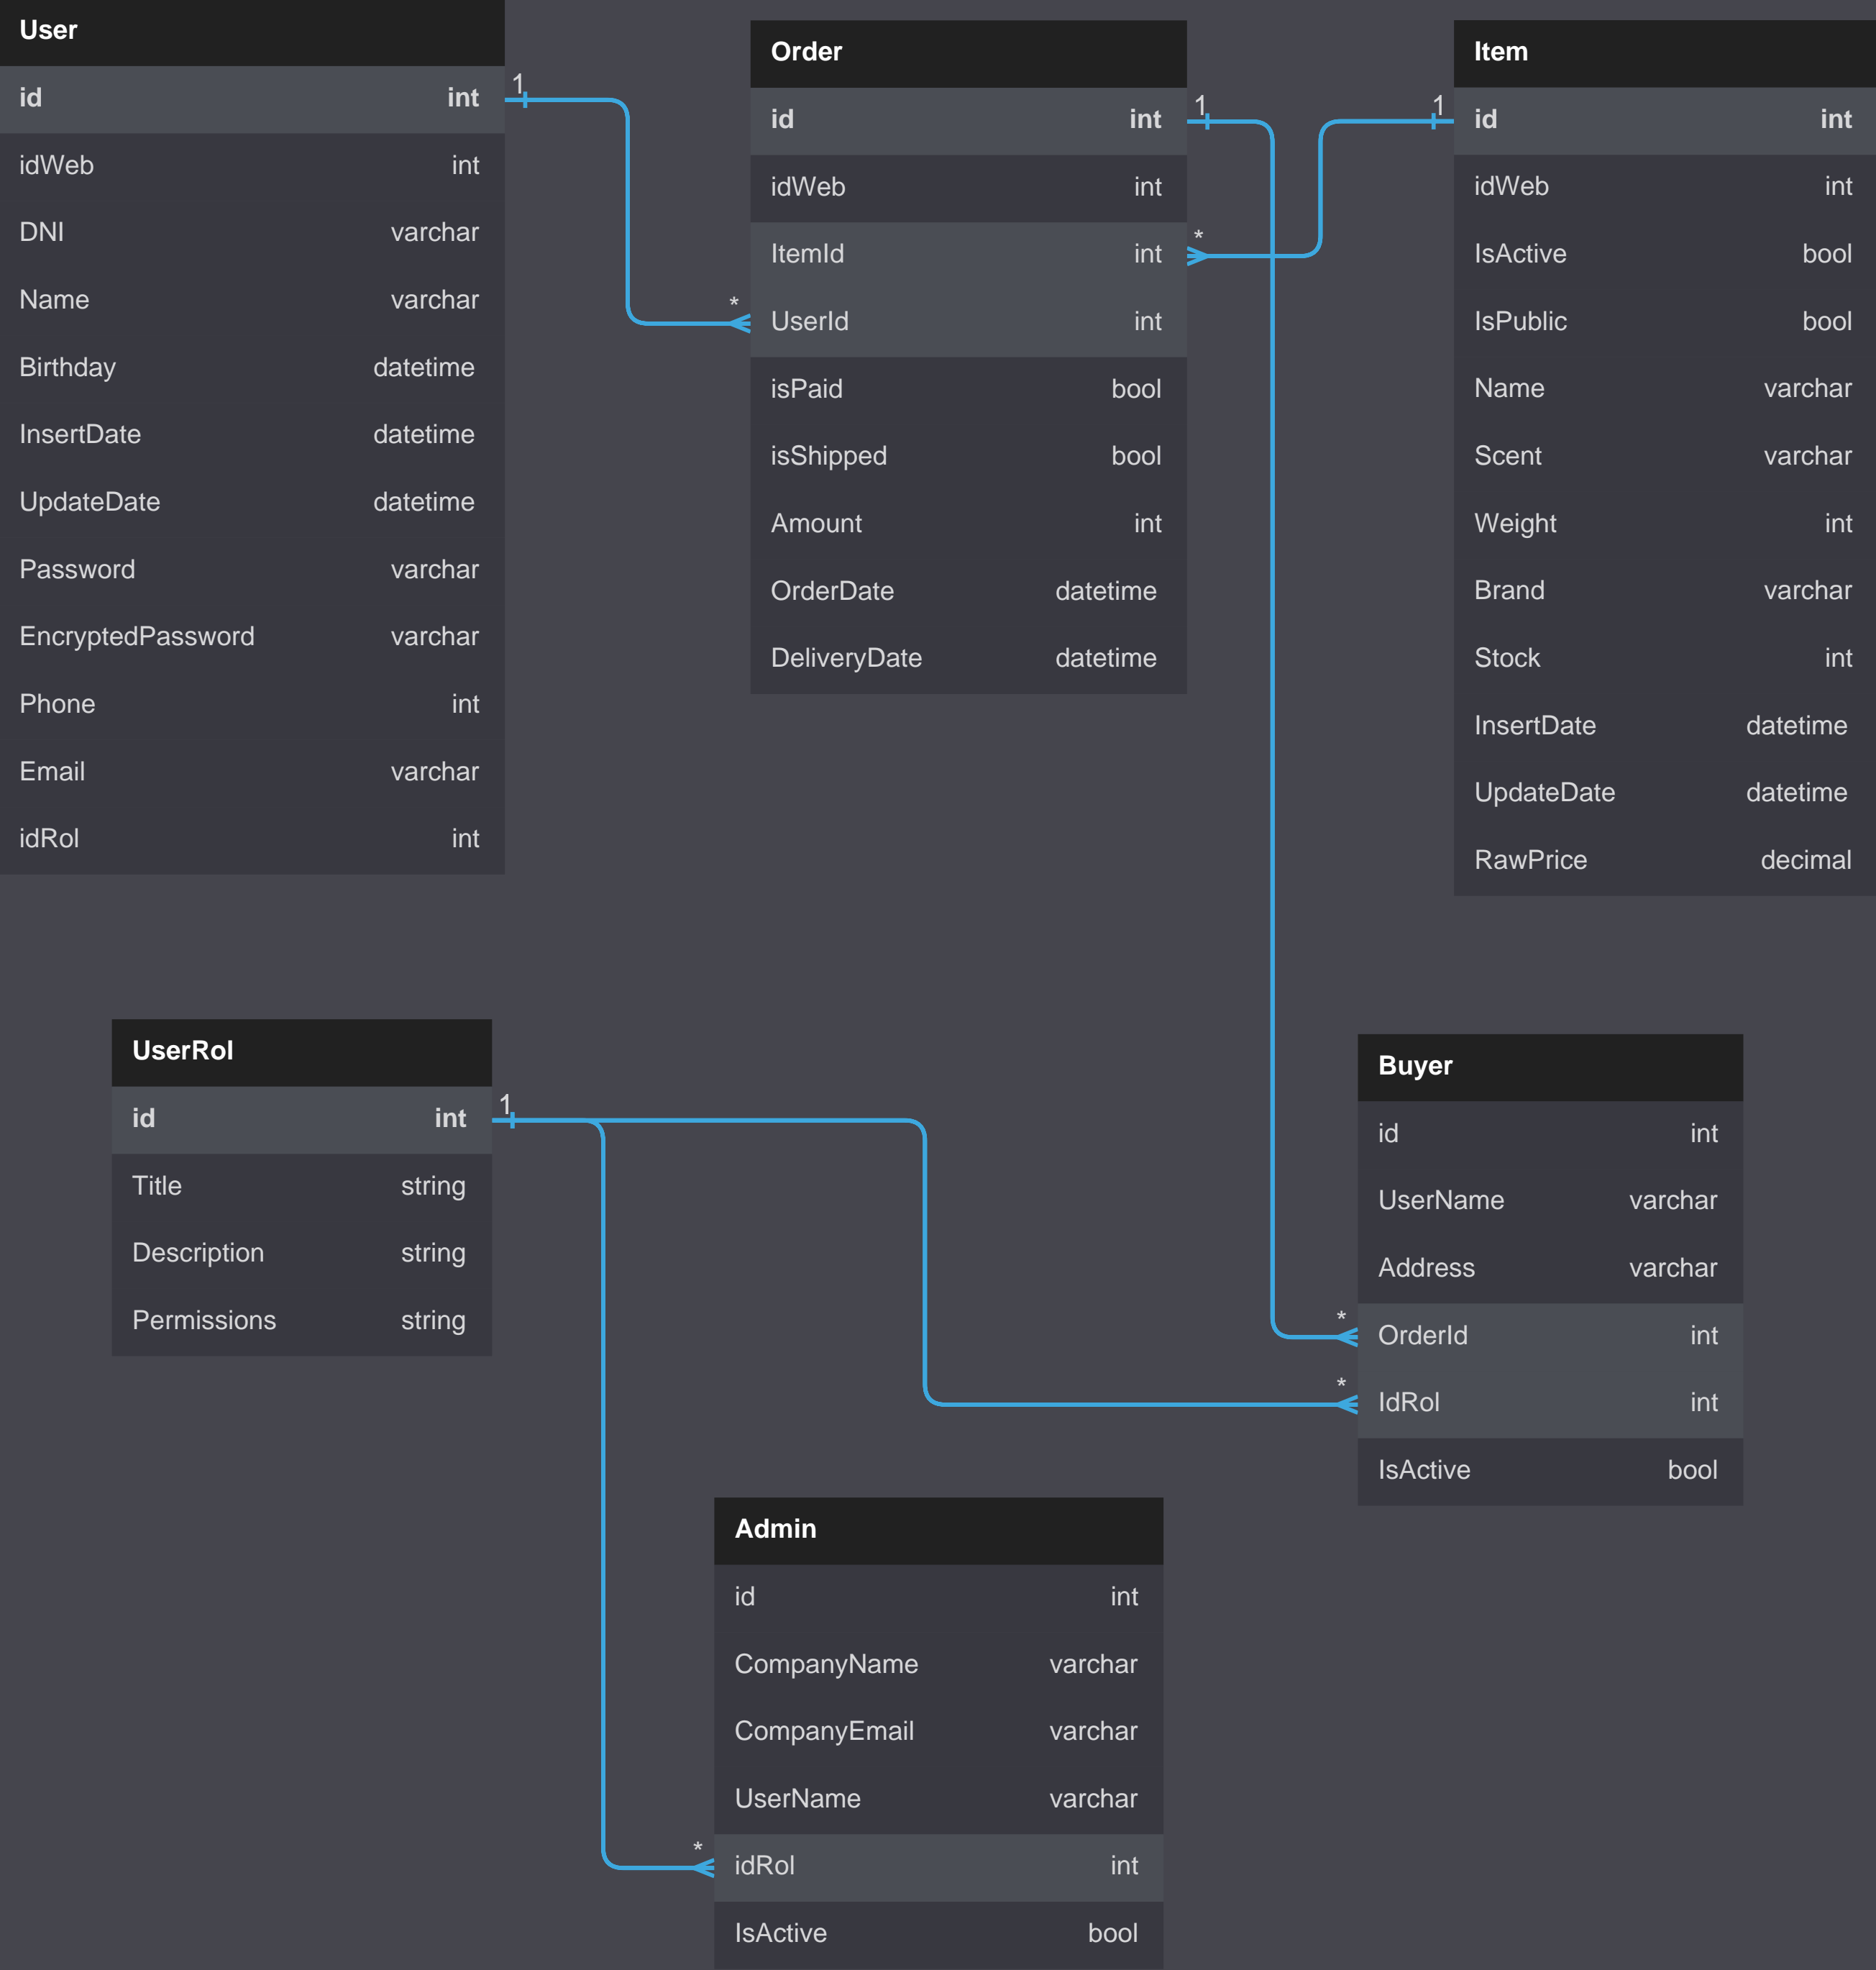 User
id int
idWeb int
DNI varchar
Name varchar
Birthday datetime
InsertDate datetime
UpdateDate datetime
Password varchar
EncryptedPassword varchar
Phone int
Email varchar
idRol int
1
*
Order
id int
idWeb int
ItemId int
UserId int
isPaid bool
isShipped bool
Amount int
OrderDate datetime
DeliveryDate datetime
1
*
1
Item
id int
idWeb int
IsActive bool
IsPublic bool
Name varchar
Scent varchar
Weight int
Brand varchar
Stock int
InsertDate datetime
UpdateDate datetime
RawPrice decimal
UserRol
id int
Title string
Description string
Permissions string
1
Buyer
id int
UserName varchar
Address varchar
* OrderId int
* IdRol int
IsActive bool
Admin
id int
CompanyName varchar
CompanyEmail varchar
UserName varchar
* idRol int
IsActive bool